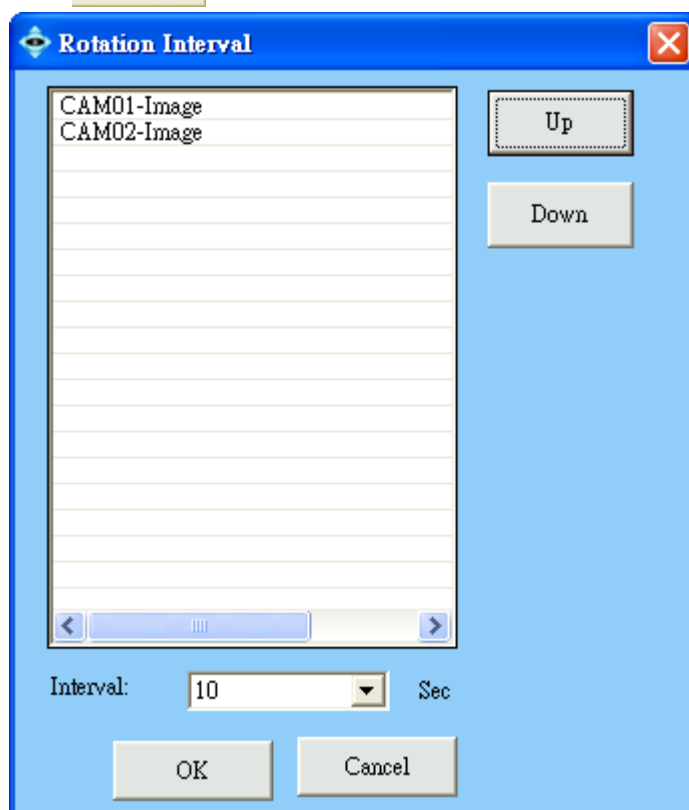 Rotation Interval
CAM01-Image
CAM02-Image
Up
Down
Interval: 10 Sec
OK Cancel